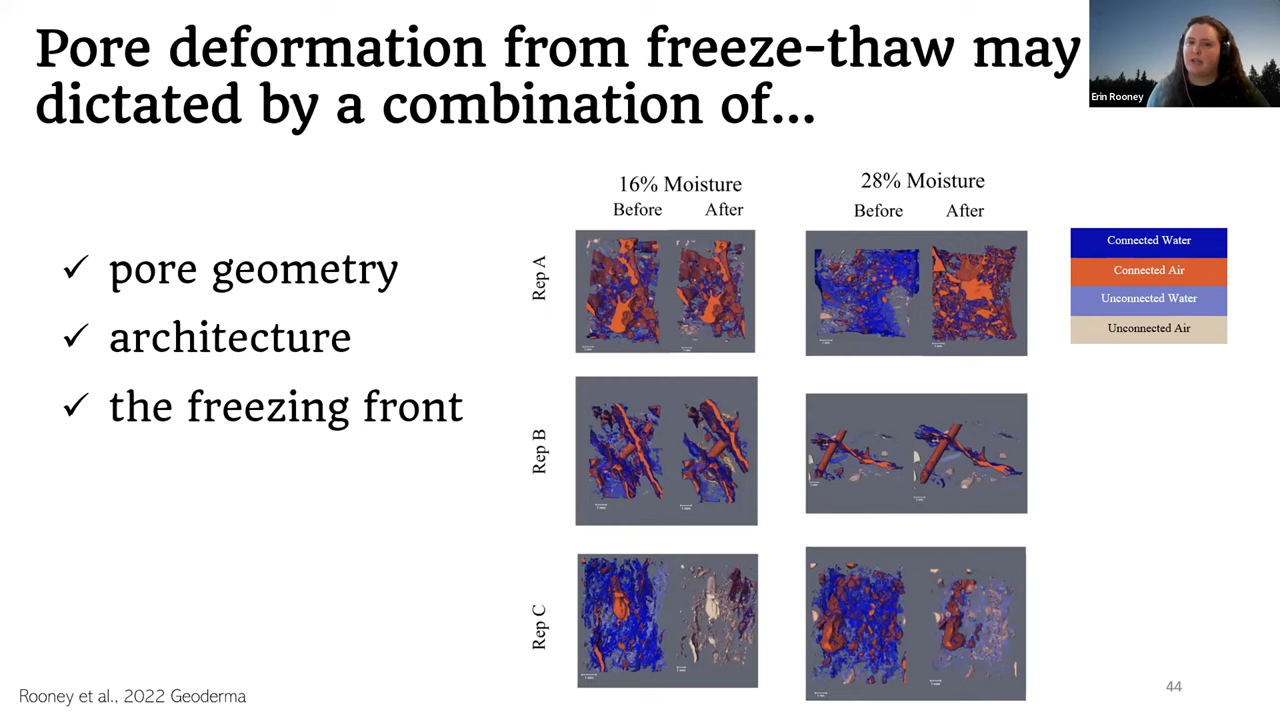 Pore deformation from freeze-thaw may
dictated by a combination of...
Erin Rooney
✓ pore geometry
✓ architecture
✓ the freezing front
16% Moisture
Before After
28% Moisture
Before After
Rep A
Rep B
Rep C
Connected Water
Connected Air
Unconnected Water
Unconnected Air
Rooney et al., 2022 Geoderma
44